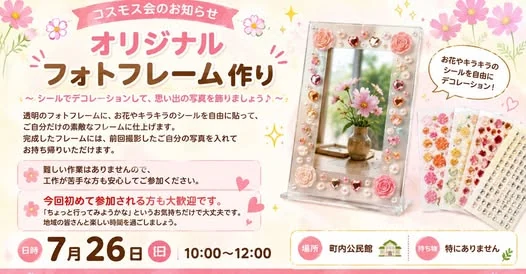 コスモス会のお知らせ
オリジナル
フォトフレーム作り
～ シールでデコレーションして、思い出の写真を飾りましょう♪ ～
透明のフォトフレームに、お花やキラキラのシールを自由に貼って、
ご自分だけの素敵なフレームに仕上げます。
完成したフレームには、前回撮影したご自分の写真を入れて
お持ち帰りいただけます。
難しい作業はありませんので、
工作が苦手な方も安心してご参加ください。
今回初めて参加される方も大歓迎です。
「ちょっと行ってみようかな」というお気持ちだけで大丈夫です。
地域の皆さんと楽しい時間を過ごしましょう。
お花やキラキラの
シールを自由に
デコレーション!
日時 7月26日 日 10:00～12:00
場所 町内公民館
持ち物 特にありません